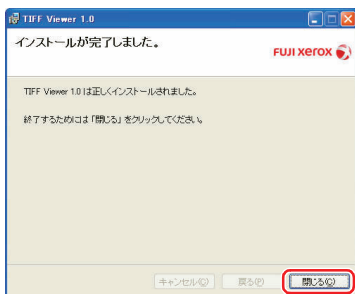 TIFF Viewer 1.0
インストールが完了しました。
FUJI XEROX
TIFF Viewer 1.0 は正しくインストールされました。
終了するためには「閉じる」をクリックしてください。
キャンセル(C) 戻る(P) 閉じる(C)